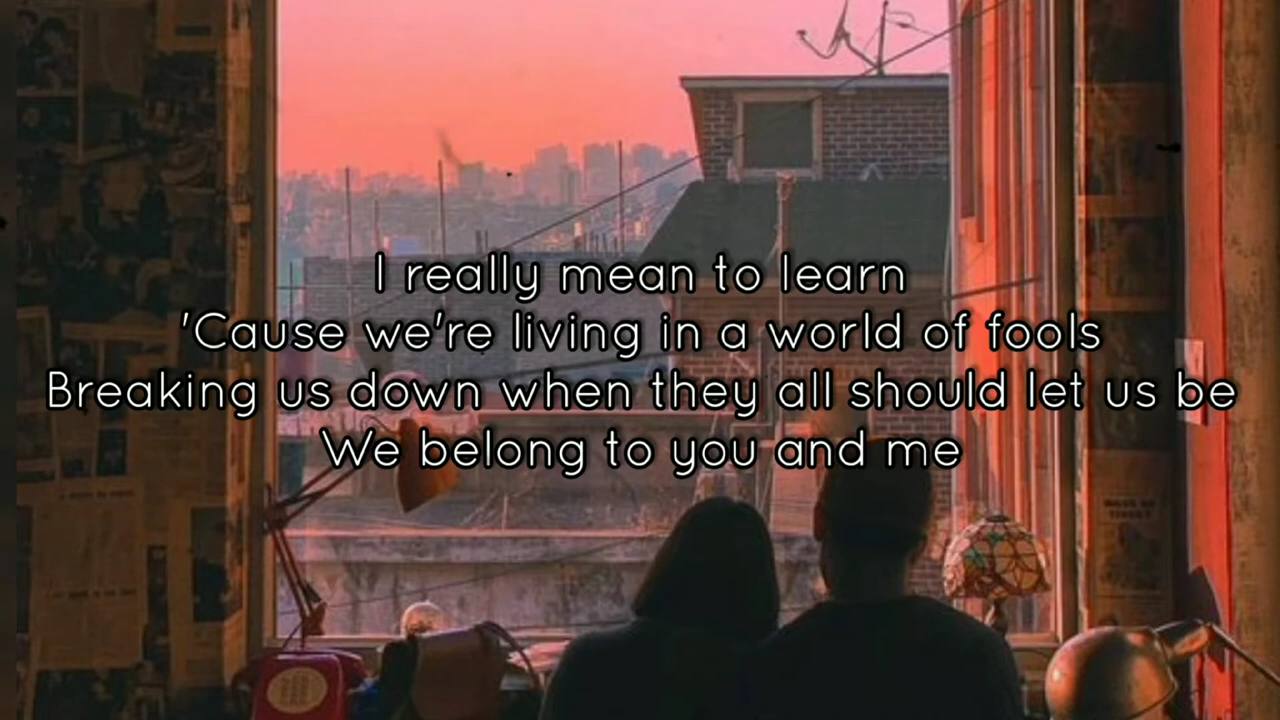 I really mean to learn
'Cause we're living in a world of fools
Breaking us down when they all should let us be
We belong to you and me